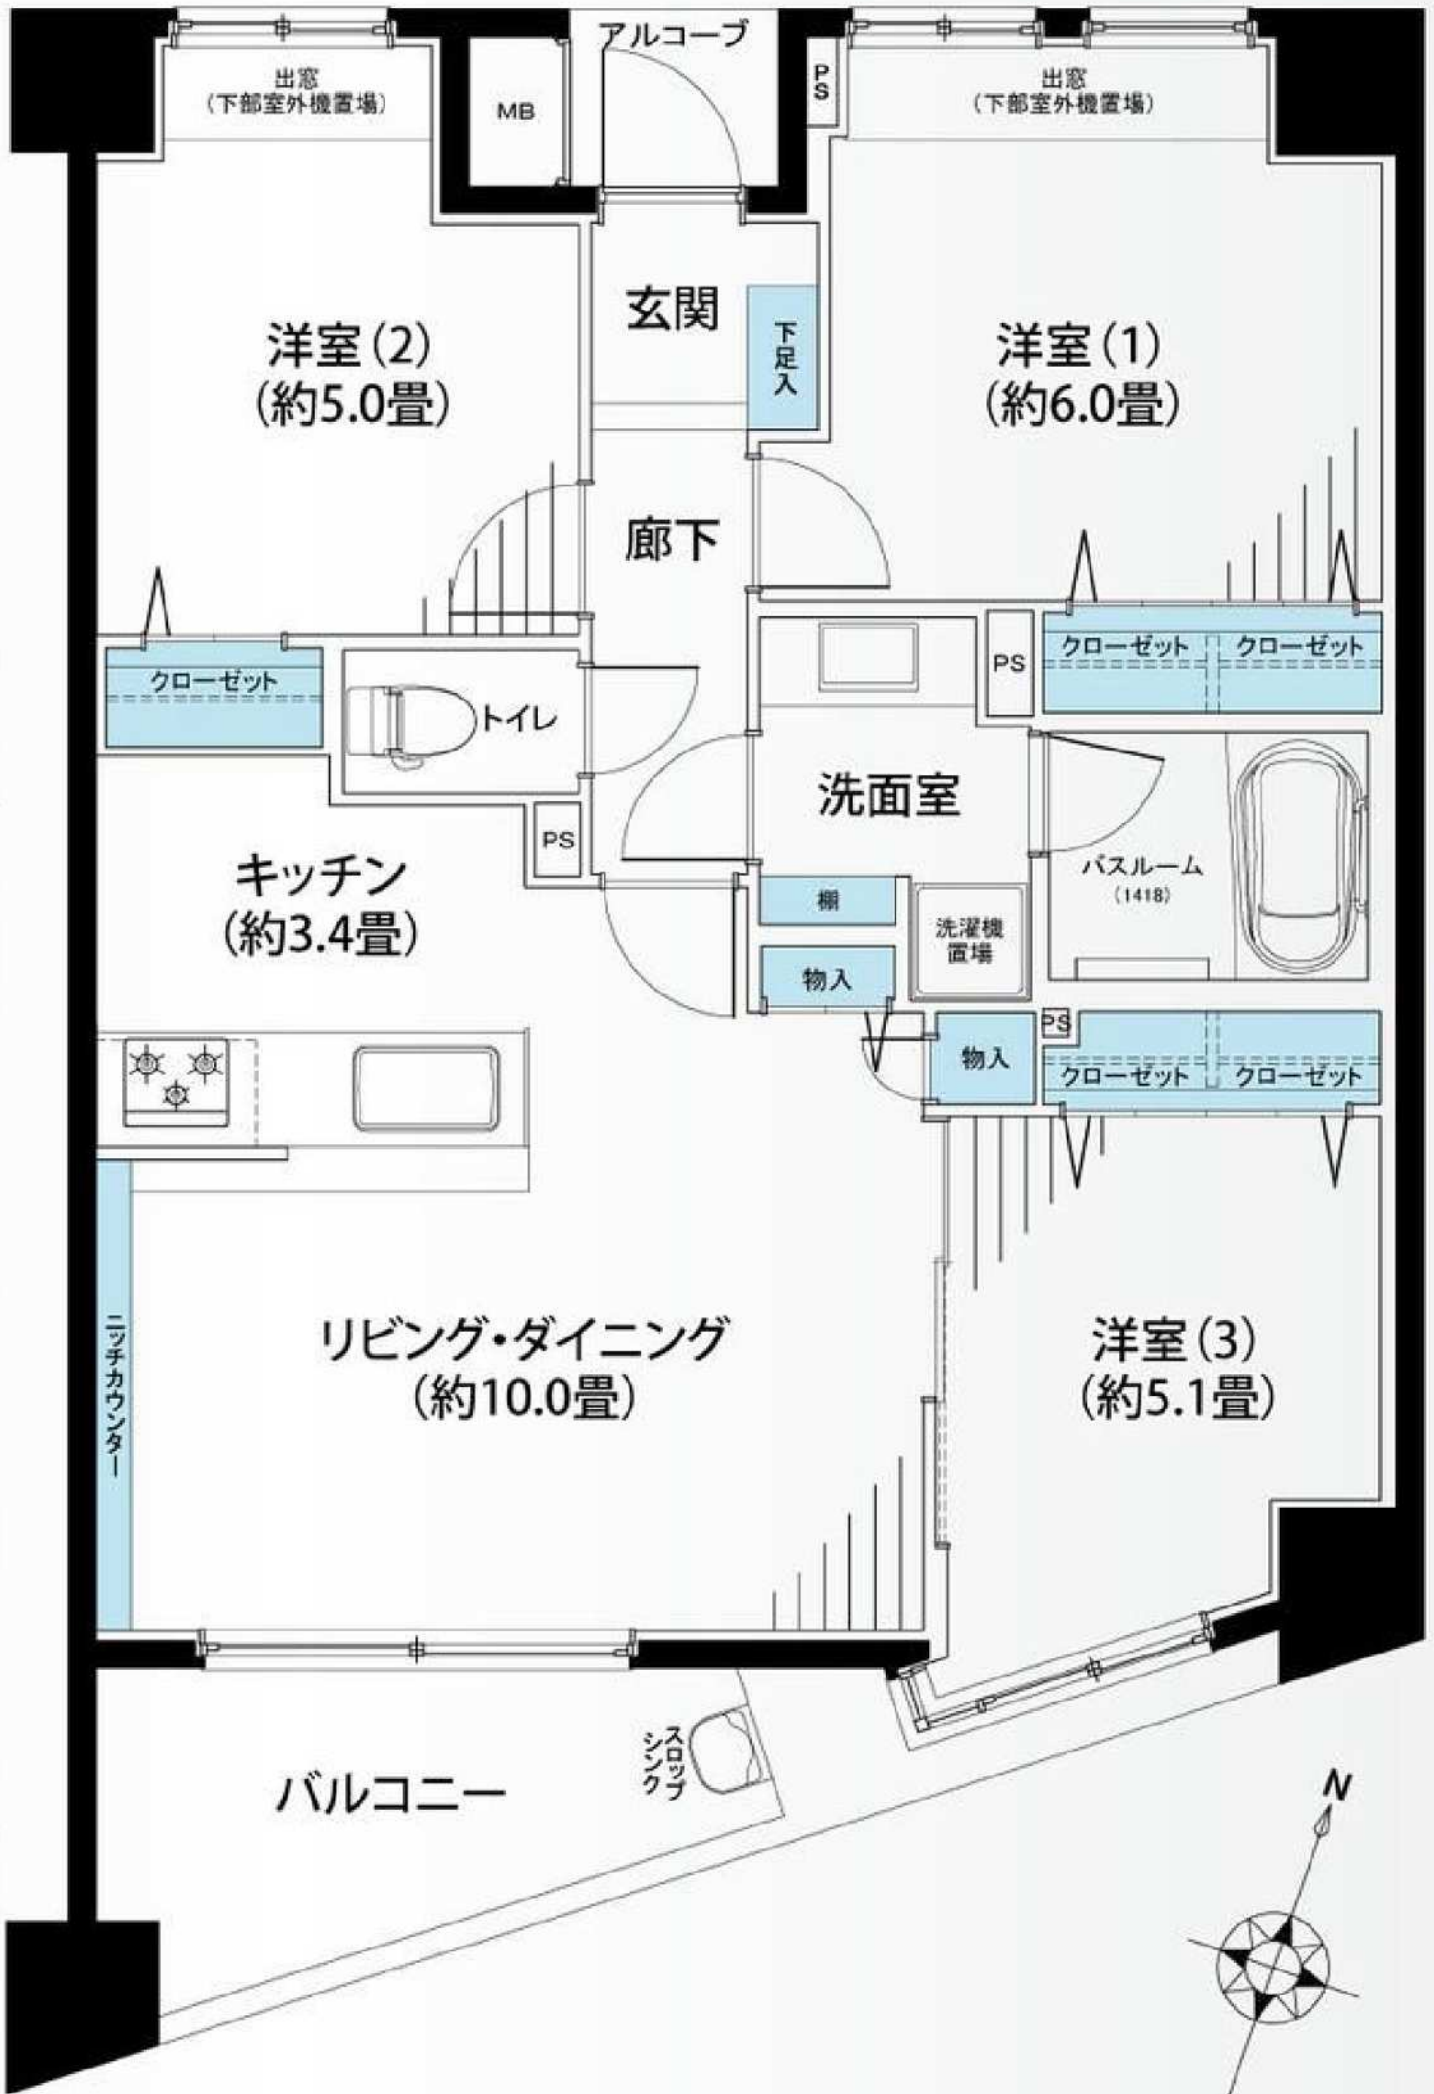 アルコーブ
出窓
(下部室外機置場)
MB
PS
出窓
(下部室外機置場)
玄関
下足入
洋室(2)
(約5.0畳)
洋室(1)
(約6.0畳)
廊下
クローゼット
トイレ
PS
クローゼット
クローゼット
洗面室
PS
キッチン
(約3.4畳)
バスルーム
(1418)
棚
洗濯機
置場
物入
物入
PS
クローゼット
クローゼット
ニッチカウンター
リビング・ダイニング
(約10.0畳)
洋室(3)
(約5.1畳)
スロップ
シンク
バルコニー
N